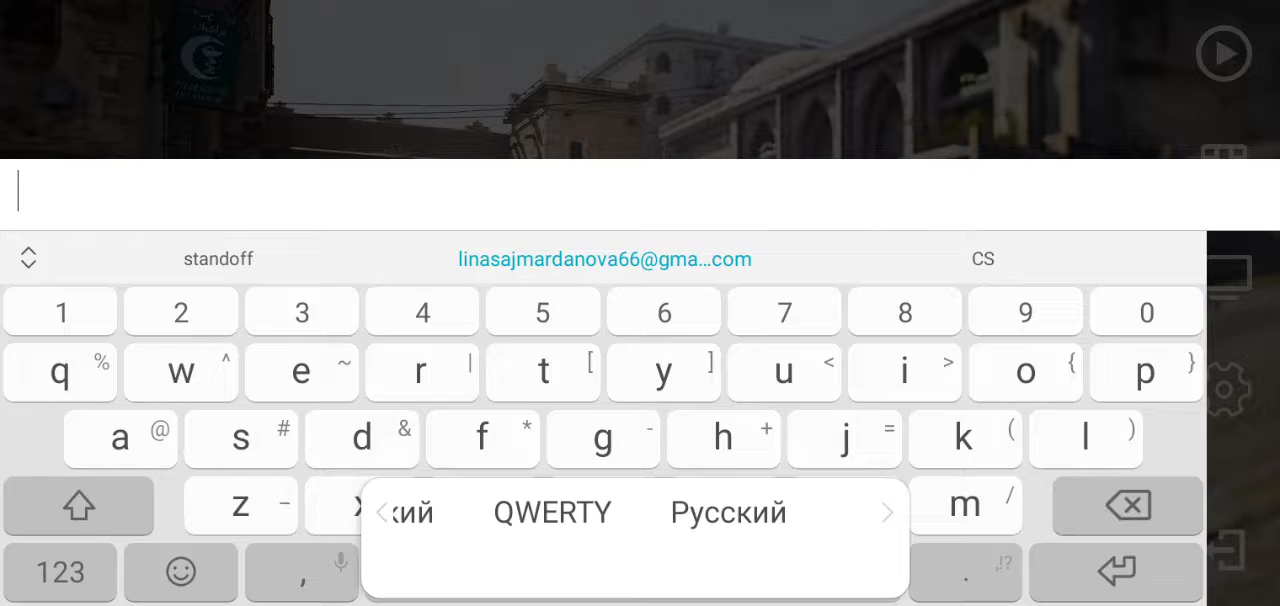 standoff linasajmardanova66@gma...com CS
1 2 3 4 5 6 7 8 9 0
q % w ^ e ~ r | t [ y ] u < i > o { p }
a @ s # d & f * g - h + j = k ( l )
z – x m /
кий QWERTY Русский
123 , . ,!?